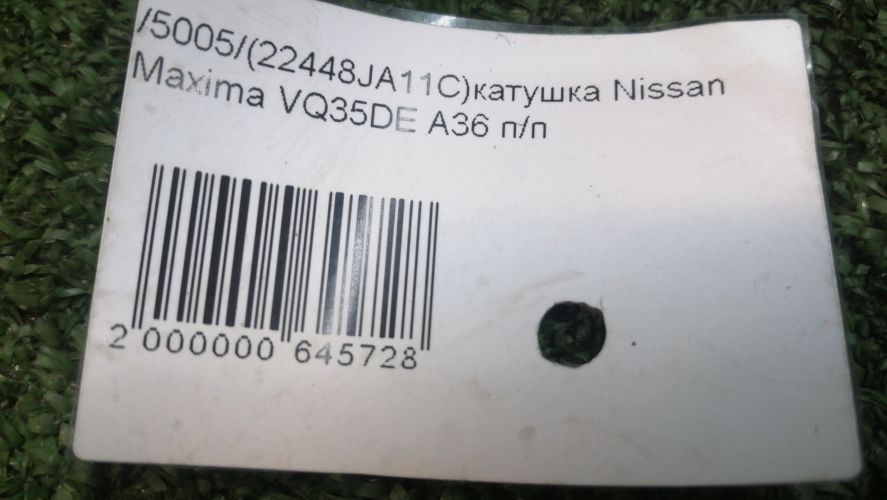 /5005/(22448JA11C)катушка Nissan
Maxima VQ35DE A36 п/п
2 000000 645728